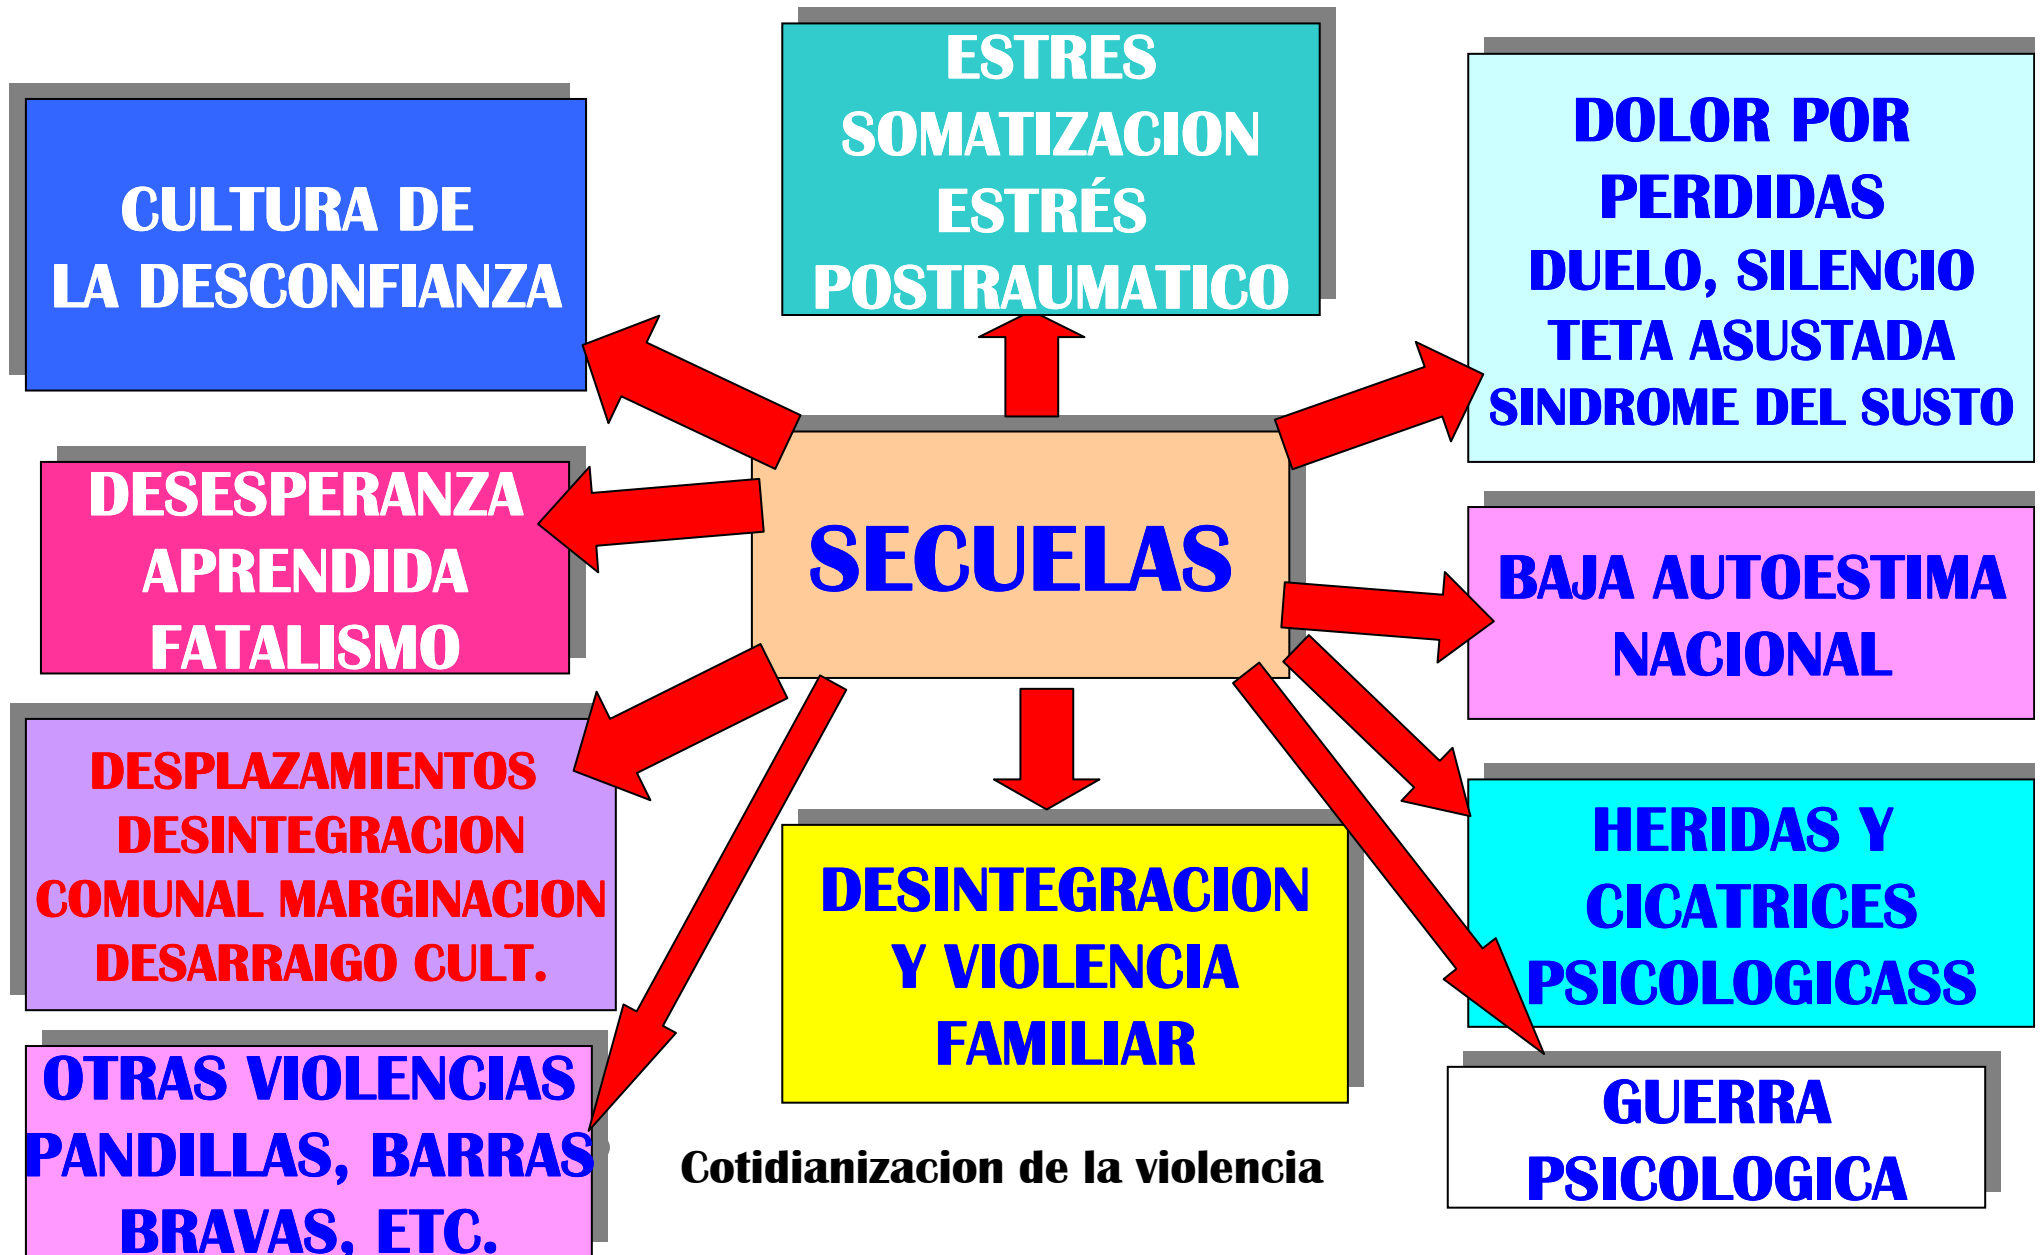 ESTRES
SOMATIZACION
ESTRÉS
POSTRAUMATICO
CULTURA DE
LA DESCONFIANZA
DOLOR POR
PERDIDAS
DUELO, SILENCIO
TETA ASUSTADA
SINDROME DEL SUSTO
DESESPERANZA
APRENDIDA
FATALISMO
SECUELAS
BAJA AUTOESTIMA
NACIONAL
DESPLAZAMIENTOS
DESINTEGRACION
COMUNAL MARGINACION
DESARRAIGO CULT.
DESINTEGRACION
Y VIOLENCIA
FAMILIAR
HERIDAS Y
CICATRICES
PSICOLOGICASS
OTRAS VIOLENCIAS
PANDILLAS, BARRAS
BRAVAS, ETC.
Cotidianizacion de la violencia
GUERRA
PSICOLOGICA